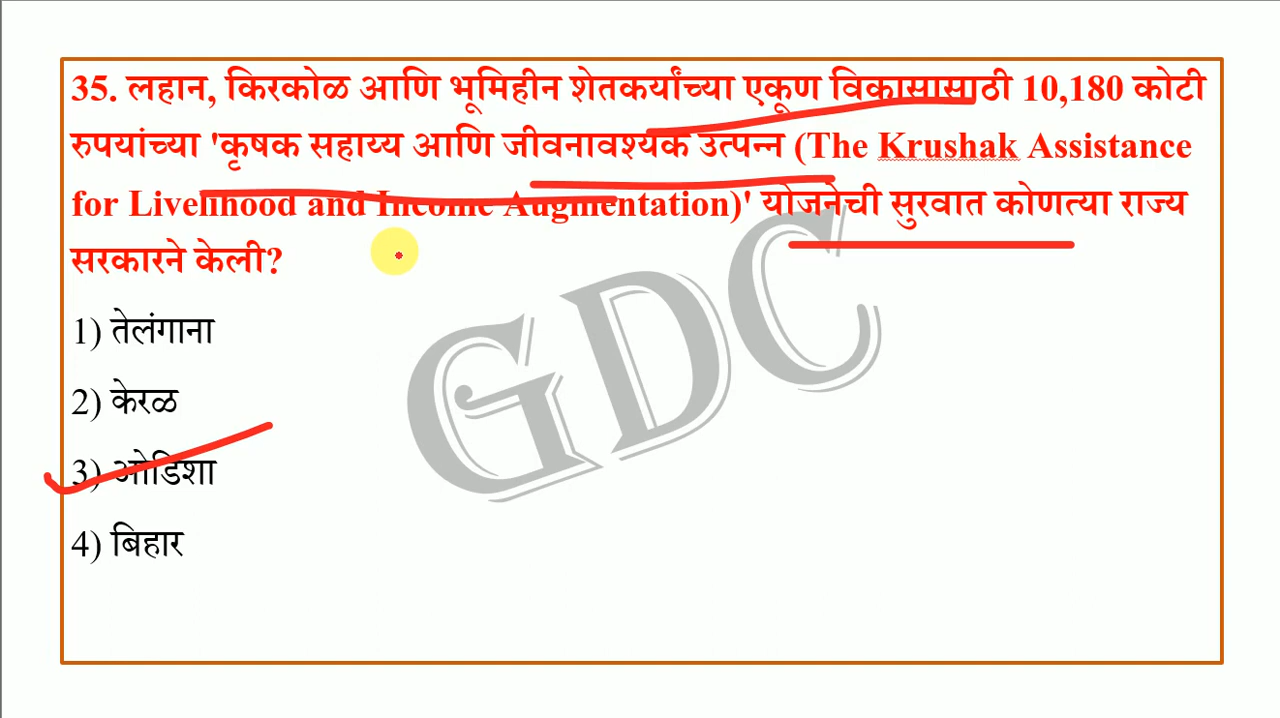 35. लहान, किरकोळ आणि भूमिहीन शेतकर्यांच्या एकूण विकासासाठी 10,180 कोटी
रुपयांच्या 'कृषक सहाय्य आणि जीवनावश्यक उत्पन्न (The Krushak Assistance
for Livelihood and Income Augmentation)' योजनेची सुरवात कोणत्या राज्य
सरकारने केली?
1) तेलंगाना
2) केरळ
3) ओडिशा
4) बिहार
GDC